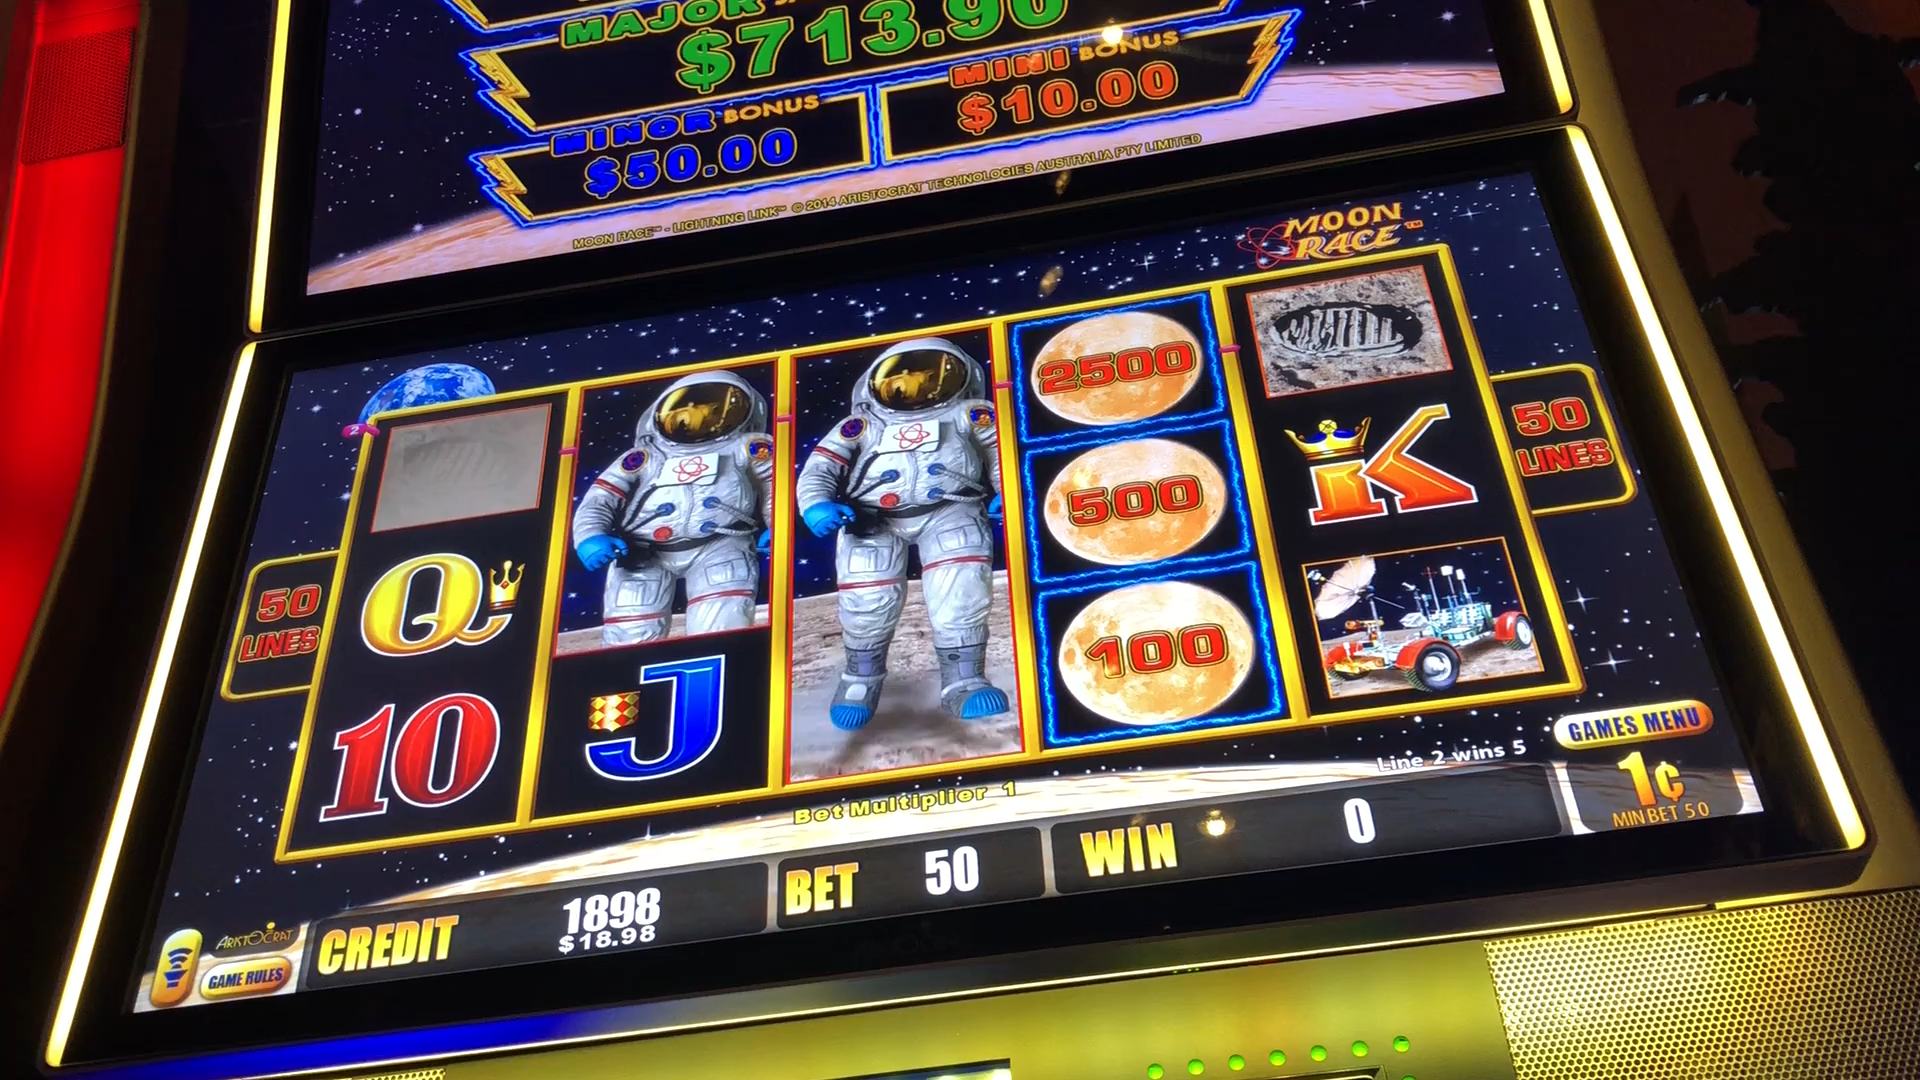 MAJOR
$713.90
MINI BONUS
$10.00
MINOR BONUS
$50.00
MOON RACE™ - LIGHTNING LINK™ © 2014 ARISTOCRAT TECHNOLOGIES AUSTRALIA PTY LIMITED
MOON
RACE™
2
2500
50
LINES
K
500
50
LINES
Q
100
10
J
GAMES MENU
Line 2 wins 5
Bet Multiplier 1
1¢
MIN BET 50
WIN 0
BET 50
CREDIT 1898
$18.98
ARISTOCRAT
GAME RULES